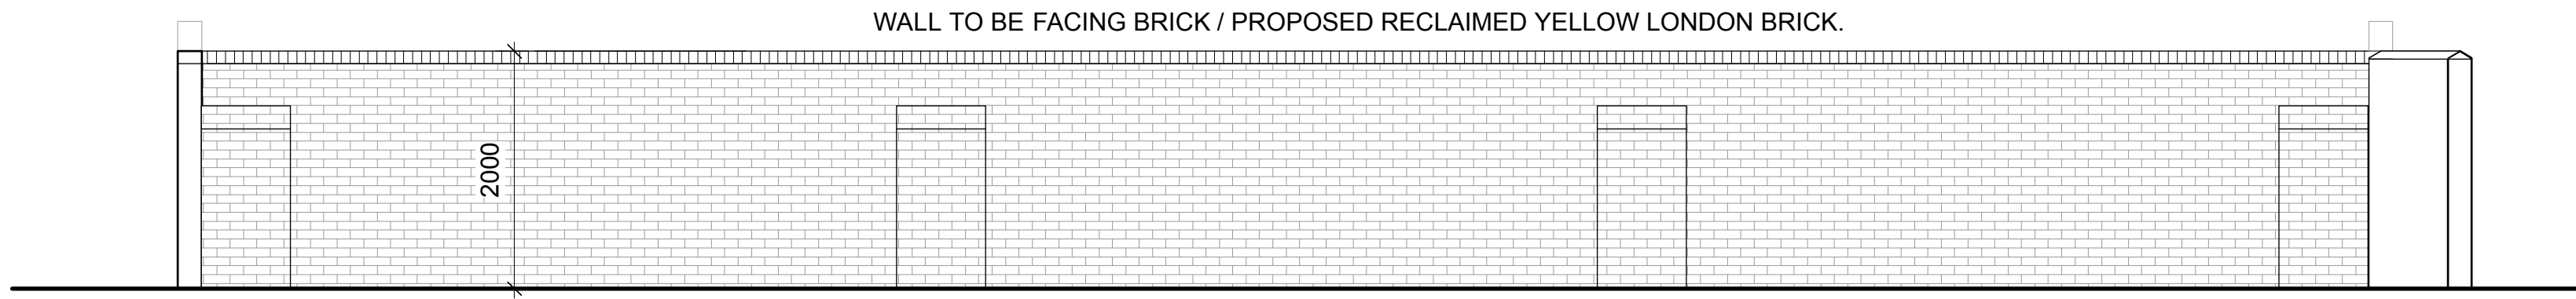 WALL TO BE FACING BRICK / PROPOSED RECLAIMED YELLOW LONDON BRICK.
2000